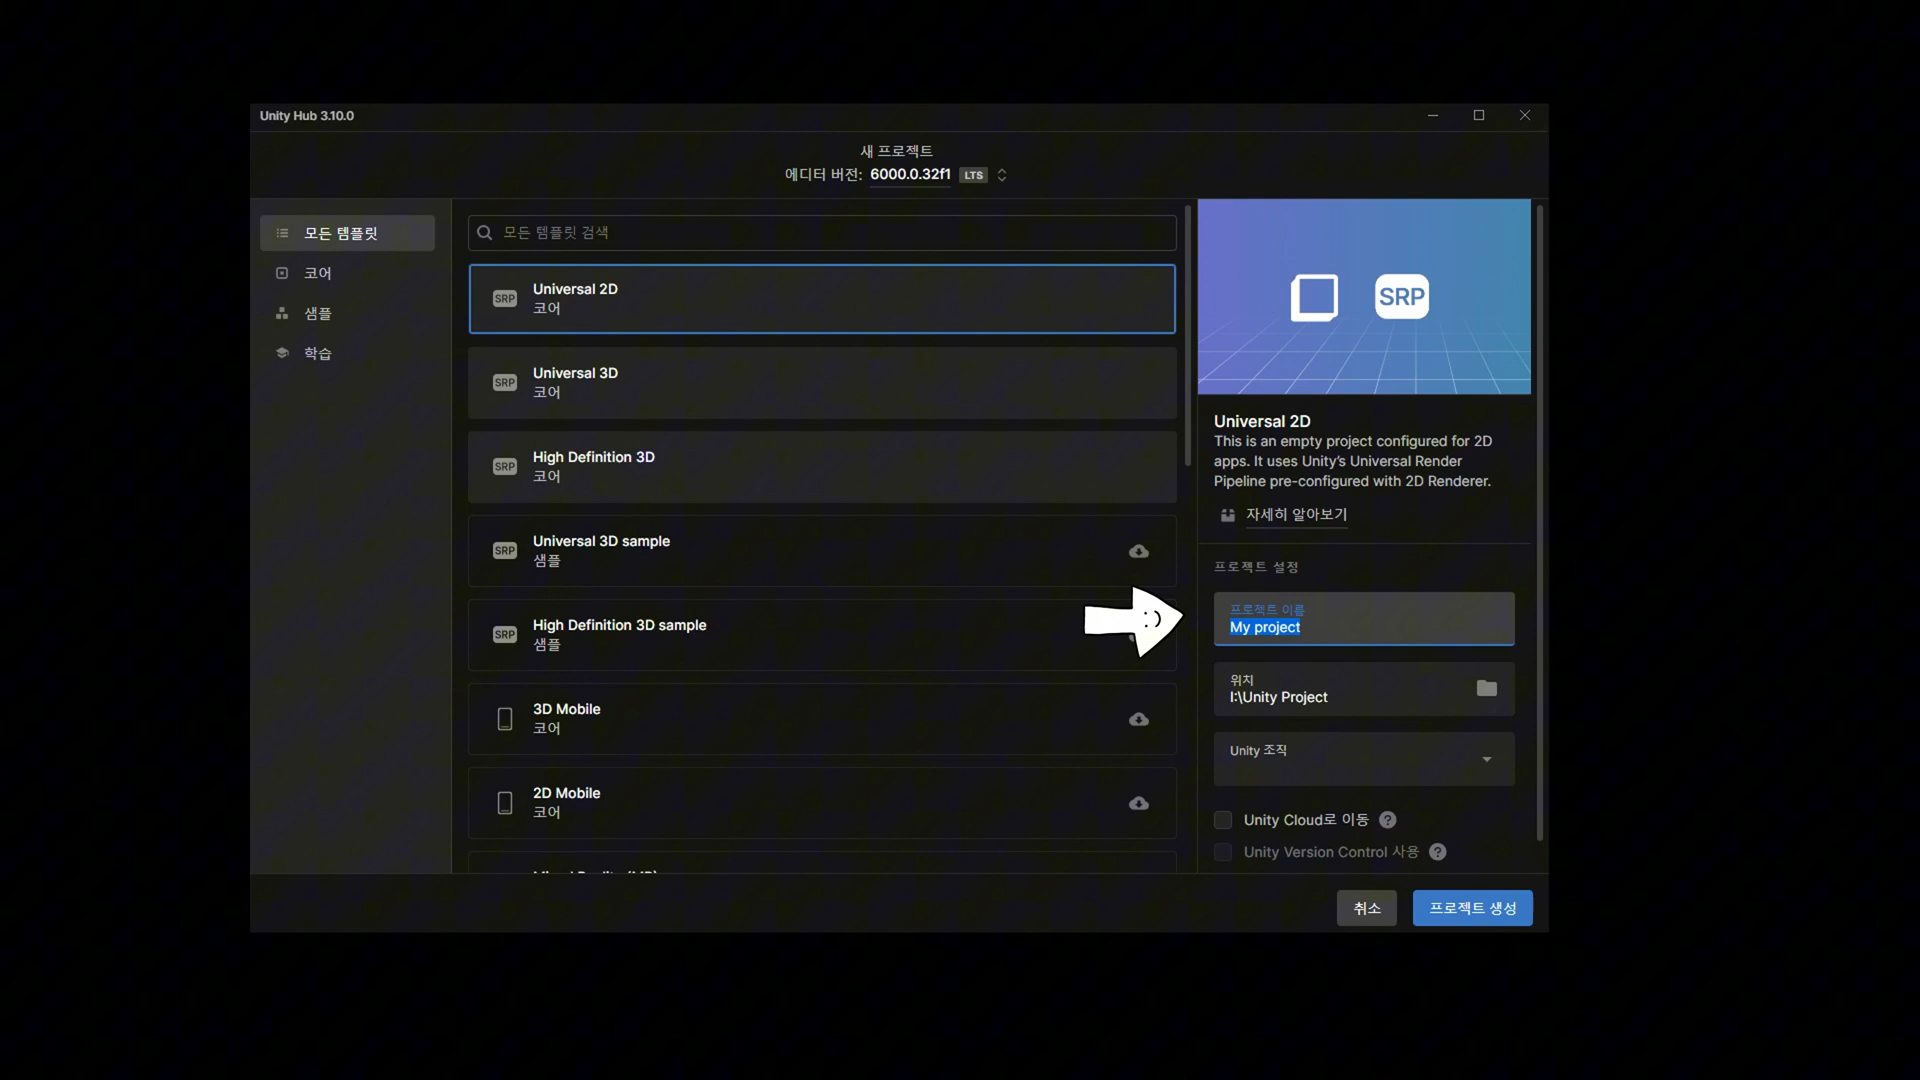 Unity Hub 3.10.0
새 프로젝트
에디터 버전: 6000.0.32f1 LTS
모든 템플릿
코어
샘플
학습
모든 템플릿 검색
SRP
Universal 2D
코어
SRP
Universal 3D
코어
SRP
High Definition 3D
코어
SRP
Universal 3D sample
샘플
SRP
High Definition 3D sample
샘플
3D Mobile
코어
2D Mobile
코어
SRP
Universal 2D
This is an empty project configured for 2D
apps. It uses Unity's Universal Render
Pipeline pre-configured with 2D Renderer.
자세히 알아보기
프로젝트 설정
프로젝트 이름
My project
위치
I:\Unity Project
Unity 조직
Unity Cloud로 이동 ?
Unity Version Control 사용 ?
취소
프로젝트 생성